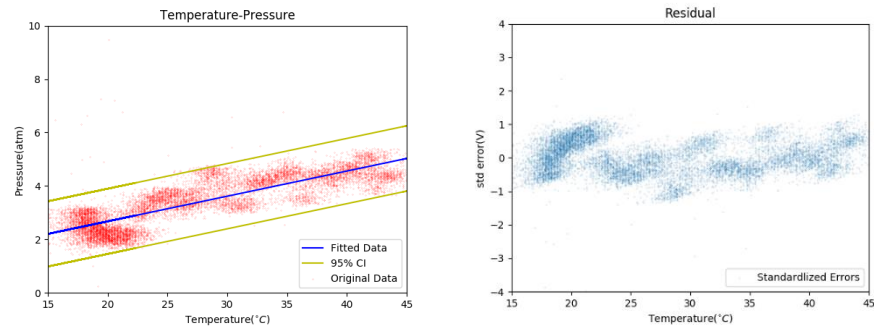 Temperature-Pressure
10
8
6
4
2
0
Pressure(atm)
15 20 25 30 35 40 45
Temperature(°C)
Fitted Data
95% CI
Original Data
Residual
4
3
2
1
0
-1
-2
-3
-4
std error(V)
15 20 25 30 35 40 45
Temperature(°C)
Standardlized Errors